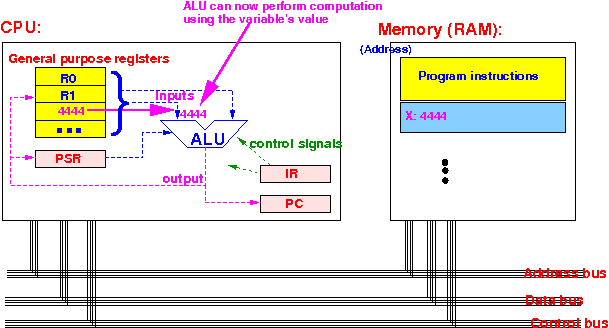 ALU can now perform computation
using the variable's value
CPU:
Memory (RAM):
(Address)
General purpose registers
R0
R1
4444
Inputs
4444
ALU
control signals
PSR
output
IR
PC
Program instructions
X: 4444
Address bus
Data bus
Control bus